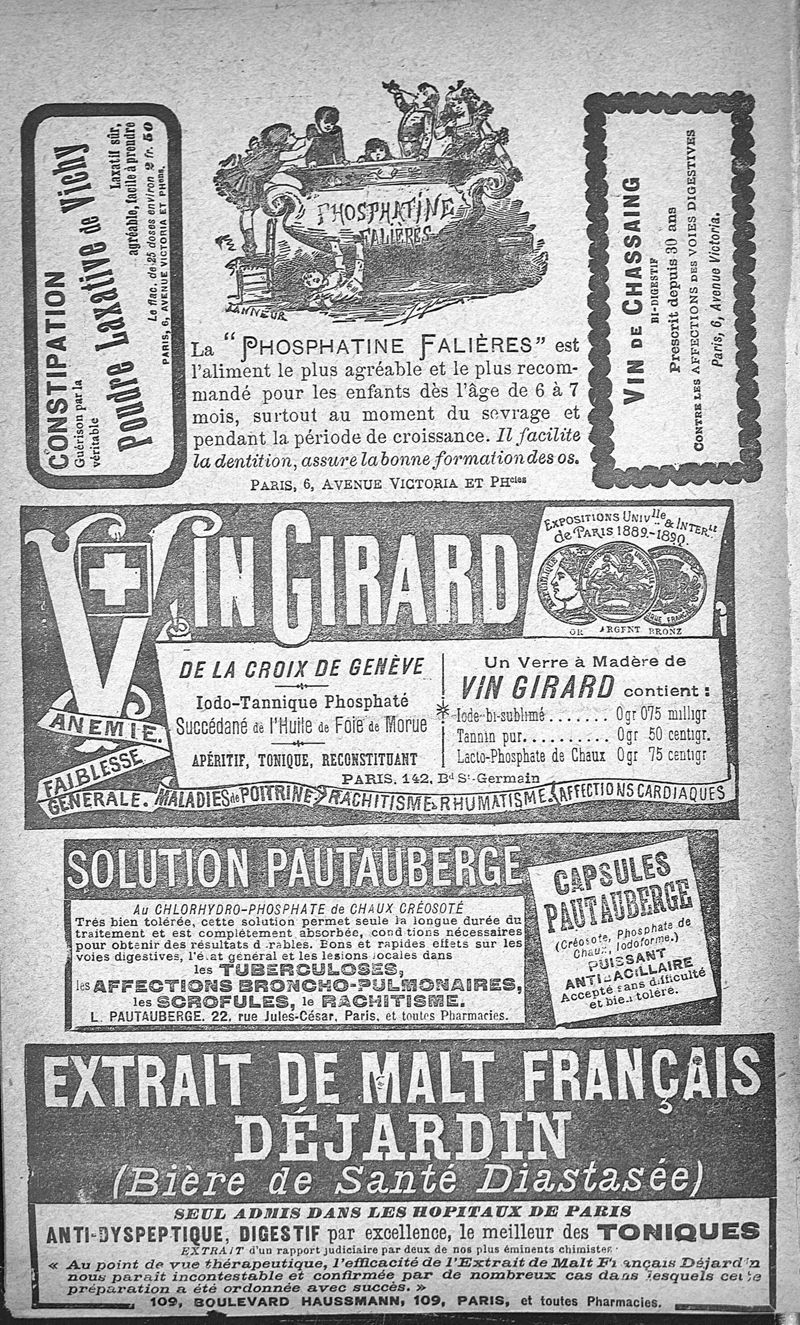 CONSTIPATION
Guérison par la
véritable
Poudre Laxative de Vichy
Laxatif sûr,
agréable, facile à prendre
Le flac. de 25 doses environ 2 fr. 50
PARIS, 6, AVENUE VICTORIA ET PHcies.
PHOSPHATINE
FALIÈRES
La “PHOSPHATINE FALIÈRES” est
l'aliment le plus agréable et le plus recom-
mandé pour les enfants dès l'âge de 6 à 7
mois, surtout au moment du sevrage et
pendant la période de croissance. Il facilite
la dentition, assure la bonne formation des os.
PARIS, 6, AVENUE VICTORIA ET PHcies
VIN DE CHASSAING
BI-DIGESTIF
Prescrit depuis 30 ans
CONTRE LES AFFECTIONS DES VOIES DIGESTIVES
Paris, 6, Avenue Victoria.
VIN GIRARD
EXPOSITIONS UNIVlle & INTERle
de PARIS 1889-1890.
OR ARGENT BRONZ
DE LA CROIX DE GENÈVE
Iodo-Tannique Phosphaté
Succédané de l'Huile de Foie de Morue
APÉRITIF, TONIQUE, RECONSTITUANT
Un Verre à Madère de
VIN GIRARD contient :
Iode bi-sublimé ....... 0gr 075 milligr
Tannin pur .......... 0gr 50 centigr.
Lacto-Phosphate de Chaux 0gr 75 centigr
PARIS, 142, Bd St-Germain
ANEMIE.
FAIBLESSE
GÉNERALE. MALADIES de POITRINE RACHITISME RHUMATISME AFFECTIONS CARDIAQUES
SOLUTION PAUTAUBERGE
Au CHLORHYDRO-PHOSPHATE de CHAUX CRÉOSOTÉ
Très bien tolérée, cette solution permet seule la longue durée du
traitement et est complètement absorbée, conditions nécessaires
pour obtenir des résultats d rables. Bons et rapides effets sur les
voies digestives, l'état général et les lesions locales dans
les TUBERCULOSES,
les AFFECTIONS BRONCHO-PULMONAIRES,
les SCROFULES, le RACHITISME.
L. PAUTAUBERGE, 22, rue Jules-César, Paris, et toutes Pharmacies.
CAPSULES
PAUTAUBERGE
(Créosote, Phosphate de
Chaux, Iodoforme.)
PUISSANT
ANTIBACILLAIRE
Accepté sans difficulté
et bien toléré.
EXTRAIT DE MALT FRANÇAIS
DÉJARDIN
(Bière de Santé Diastasée)
SEUL ADMIS DANS LES HOPITAUX DE PARIS
ANTI-DYSPEPTIQUE, DIGESTIF par excellence, le meilleur des TONIQUES
EXTRAIT d'un rapport judiciaire par deux de nos plus éminents chimistes :
« Au point de vue thérapeutique, l'efficacité de l'Extrait de Malt Français Déjardin
nous parait incontestable et confirmée par de nombreux cas dans lesquels cette
préparation a été ordonnée avec succès. »
109, BOULEVARD HAUSSMANN, 109, PARIS, et toutes Pharmacies.